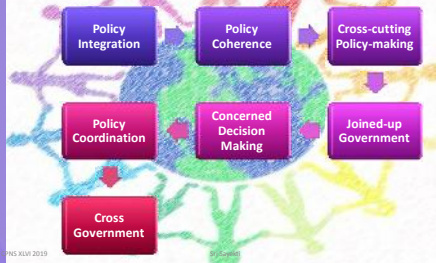 Policy
Integration
Policy
Coherence
Cross-cutting
Policy-making
Joined-up
Government
Concerned
Decision
Making
Policy
Coordination
Cross
Government
PNS XLVI 2019